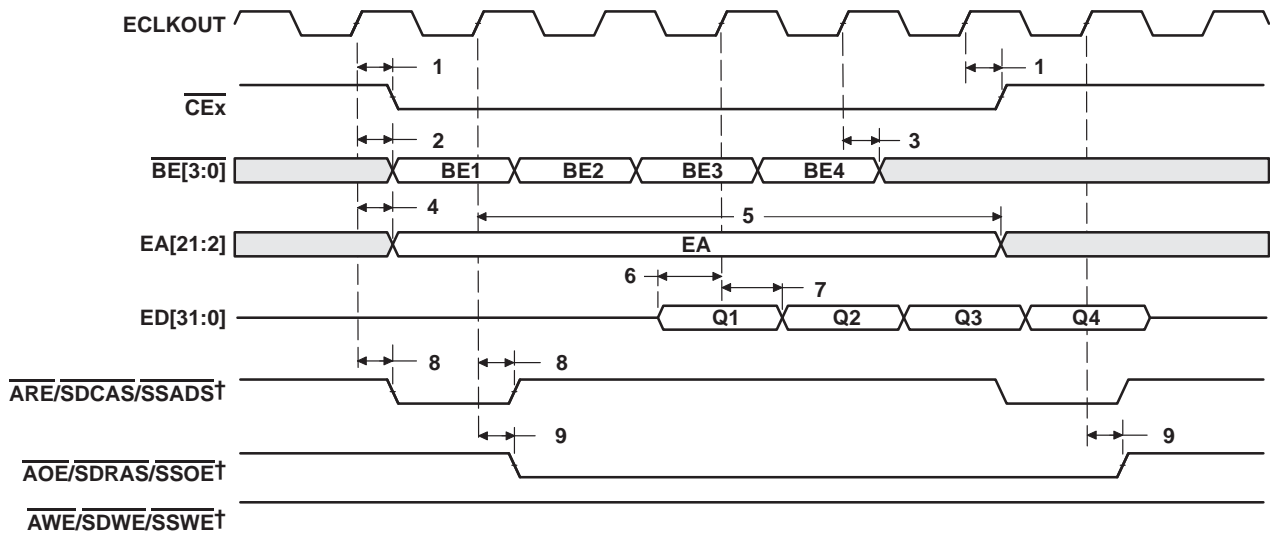 ECLKOUT
1 1
CEx
2 3
BE[3:0] BE1 BE2 BE3 BE4
4 5
EA[21:2] EA
6 7
ED[31:0] Q1 Q2 Q3 Q4
8 8
ARE/SDCAS/SSADS†
9 9
AOE/SDRAS/SSOE†
AWE/SDWE/SSWE†